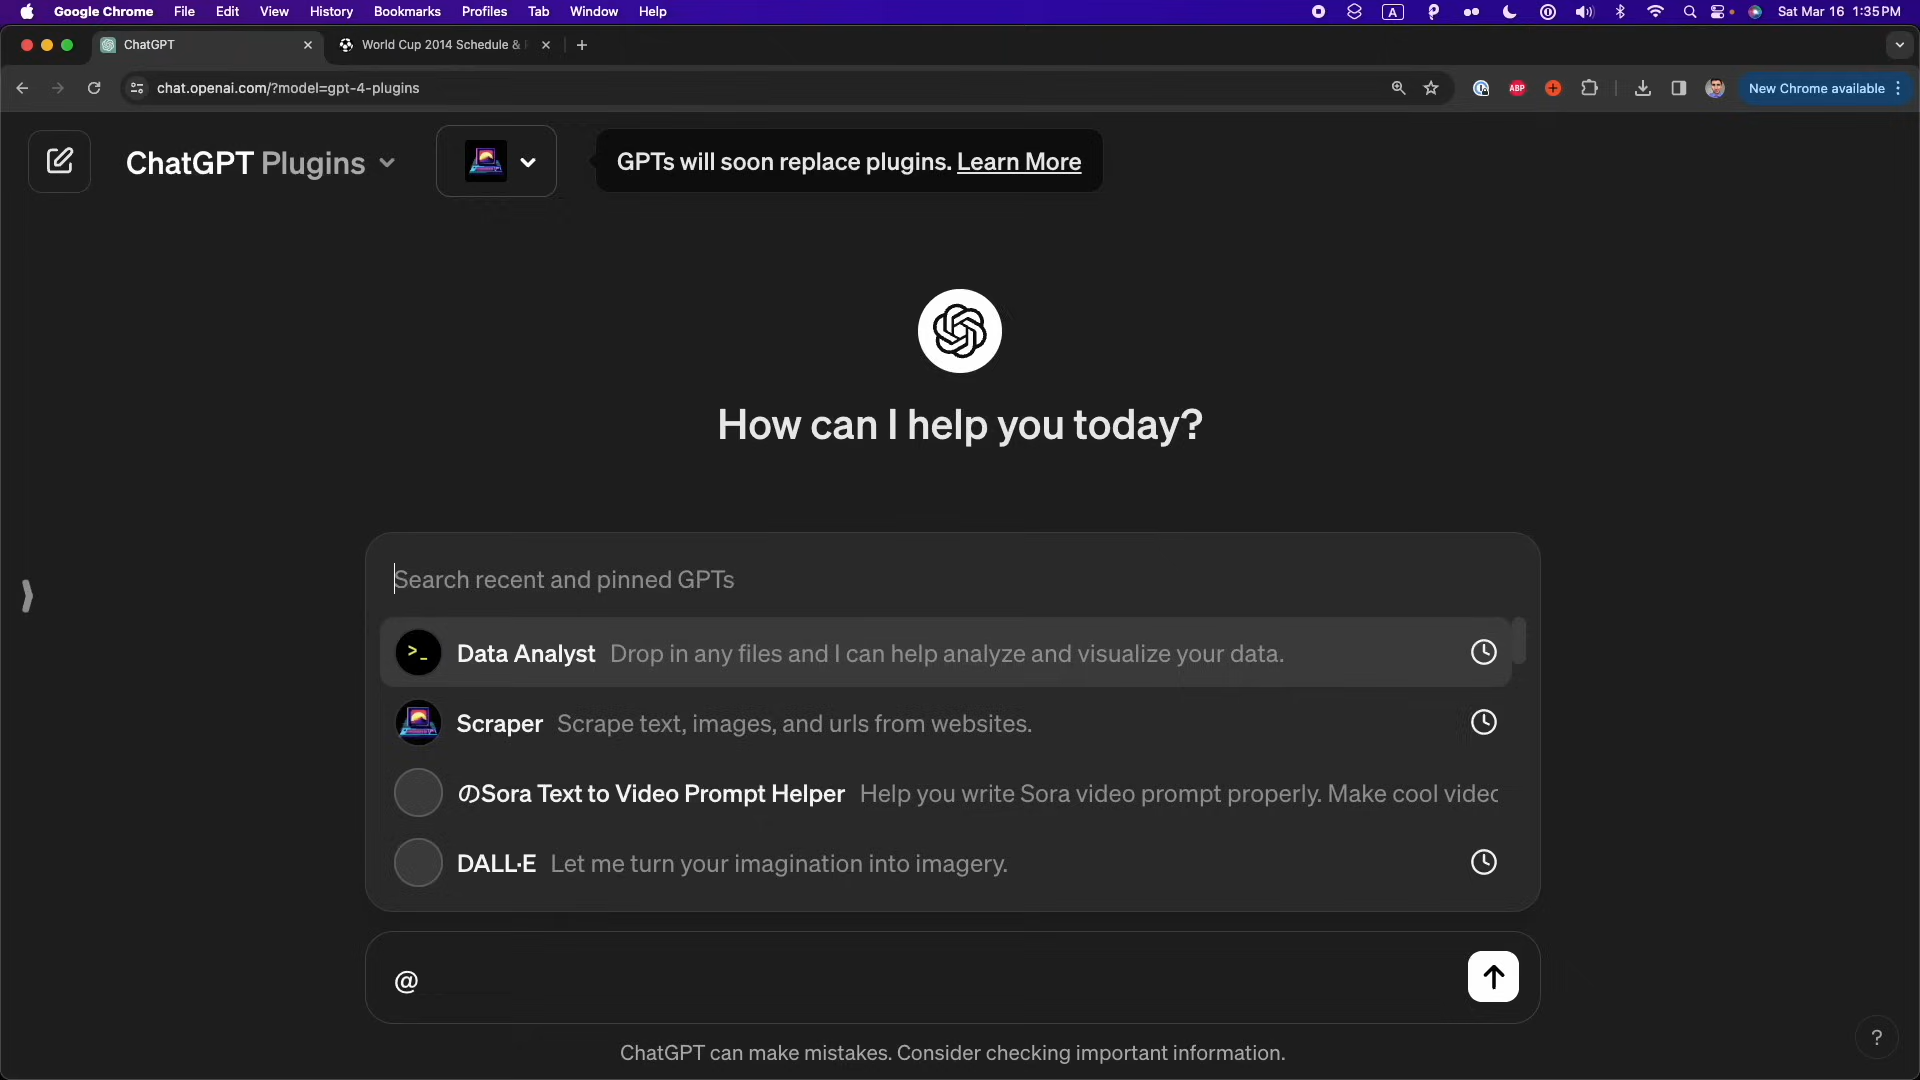 Google Chrome File Edit View History Bookmarks Profiles Tab Window Help A Sat Mar 16 1:35 PM
ChatGPT World Cup 2014 Schedule &
chat.openai.com/?model=gpt-4-plugins ABP New Chrome available
ChatGPT Plugins GPTs will soon replace plugins. Learn More
How can I help you today?
Search recent and pinned GPTs
>_ Data Analyst Drop in any files and I can help analyze and visualize your data.
Scraper Scrape text, images, and urls from websites.
のSora Text to Video Prompt Helper Help you write Sora video prompt properly. Make cool
DALL·E Let me turn your imagination into imagery.
@
ChatGPT can make mistakes. Consider checking important information.
?